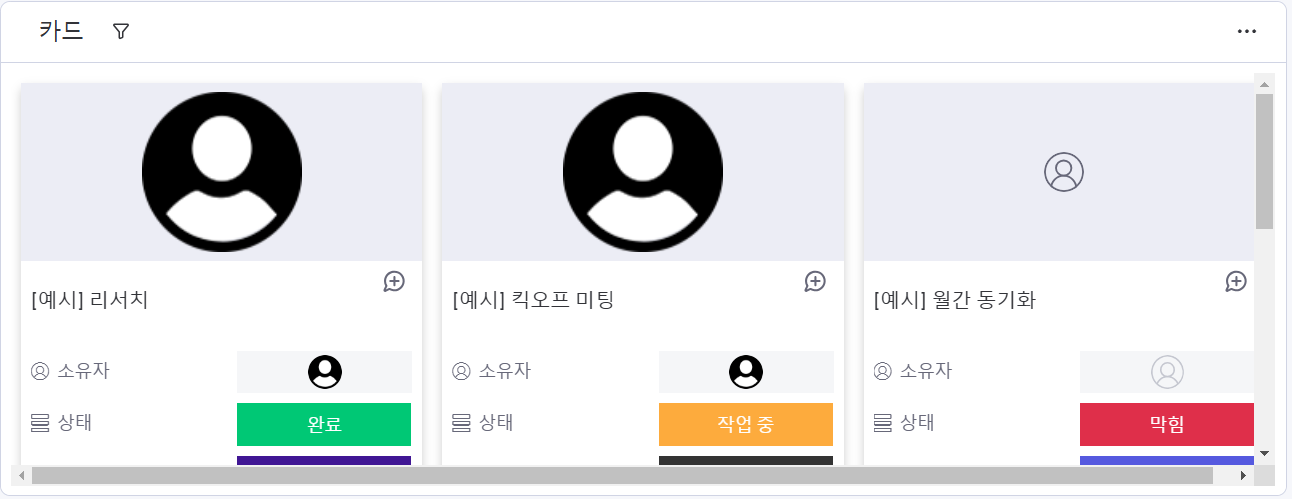 카드
[예시] 리서치
소유자
상태 완료
[예시] 킥오프 미팅
소유자
상태 작업 중
[예시] 월간 동기화
소유자
상태 막힘